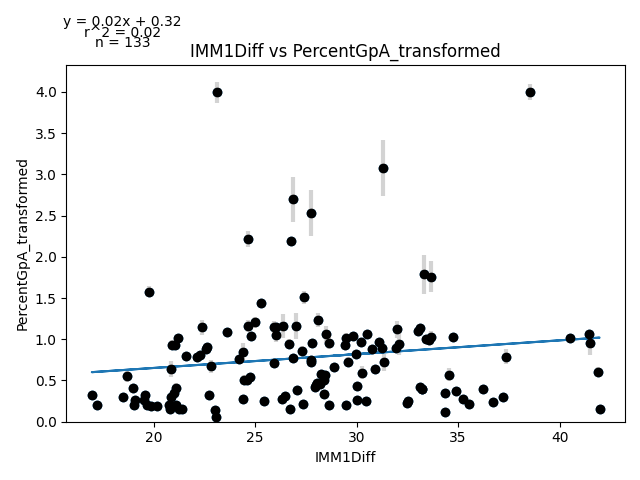 y = 0.02x + 0.32
r^2 = 0.02
n = 133
IMM1Diff vs PercentGpA_transformed
PercentGpA_transformed
4.0
3.5
3.0
2.5
2.0
1.5
1.0
0.5
0.0
20 25 30 35 40
IMM1Diff